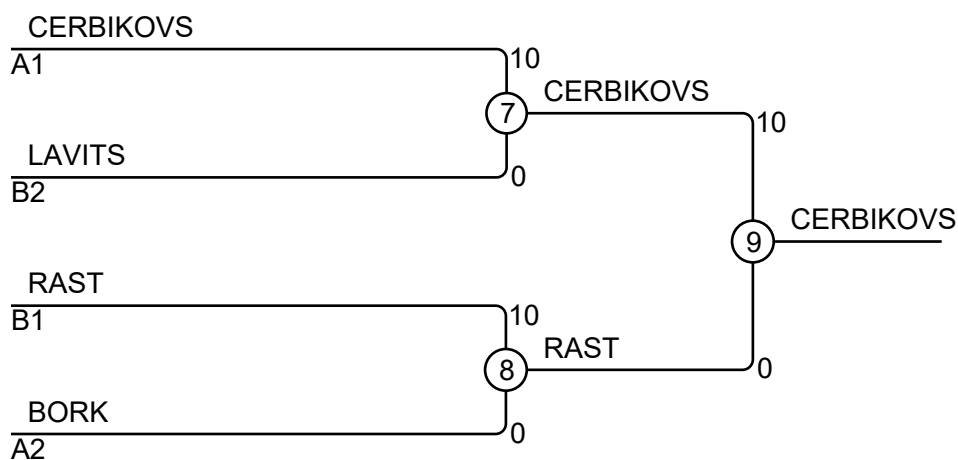 CERBIKOVS
A1
10
7
CERBIKOVS
10
LAVITS
B2
0
9
CERBIKOVS
RAST
B1
10
8
RAST
0
BORK
A2
0